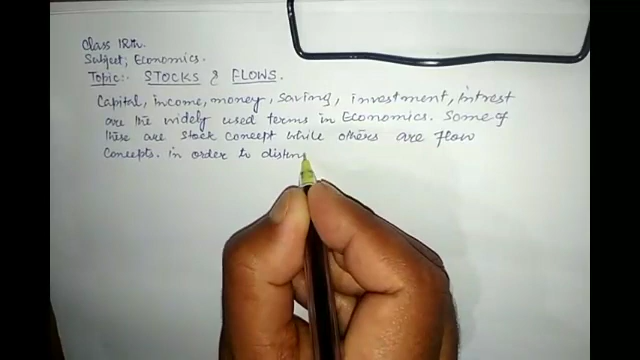 Class 12th.
Subject, Economics.
Topic:- STOCKS & FLOWS.
Capital, income, money, saving, investment, intrest
are the widely used terms in Economics. Some of
these are stock concept while others are flow
concepts. in order to disting